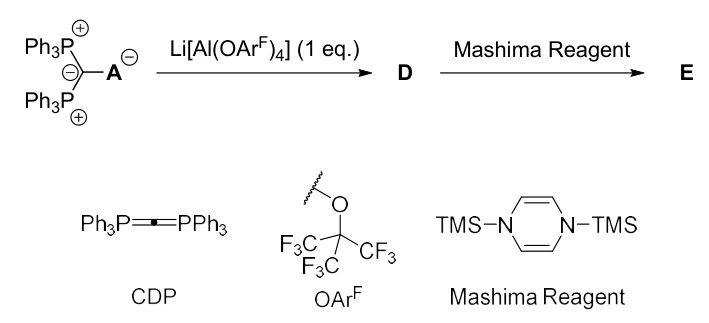 Ph₃P⊕
⊖ A⊖
Ph₃P⊕
Li[Al(OArᶠ)₄] (1 eq.)
D
Mashima Reagent
E
Ph₃P=•=PPh₃
CDP
O
F₃C
F₃C
CF₃
OArᶠ
TMS–N N–TMS
Mashima Reagent